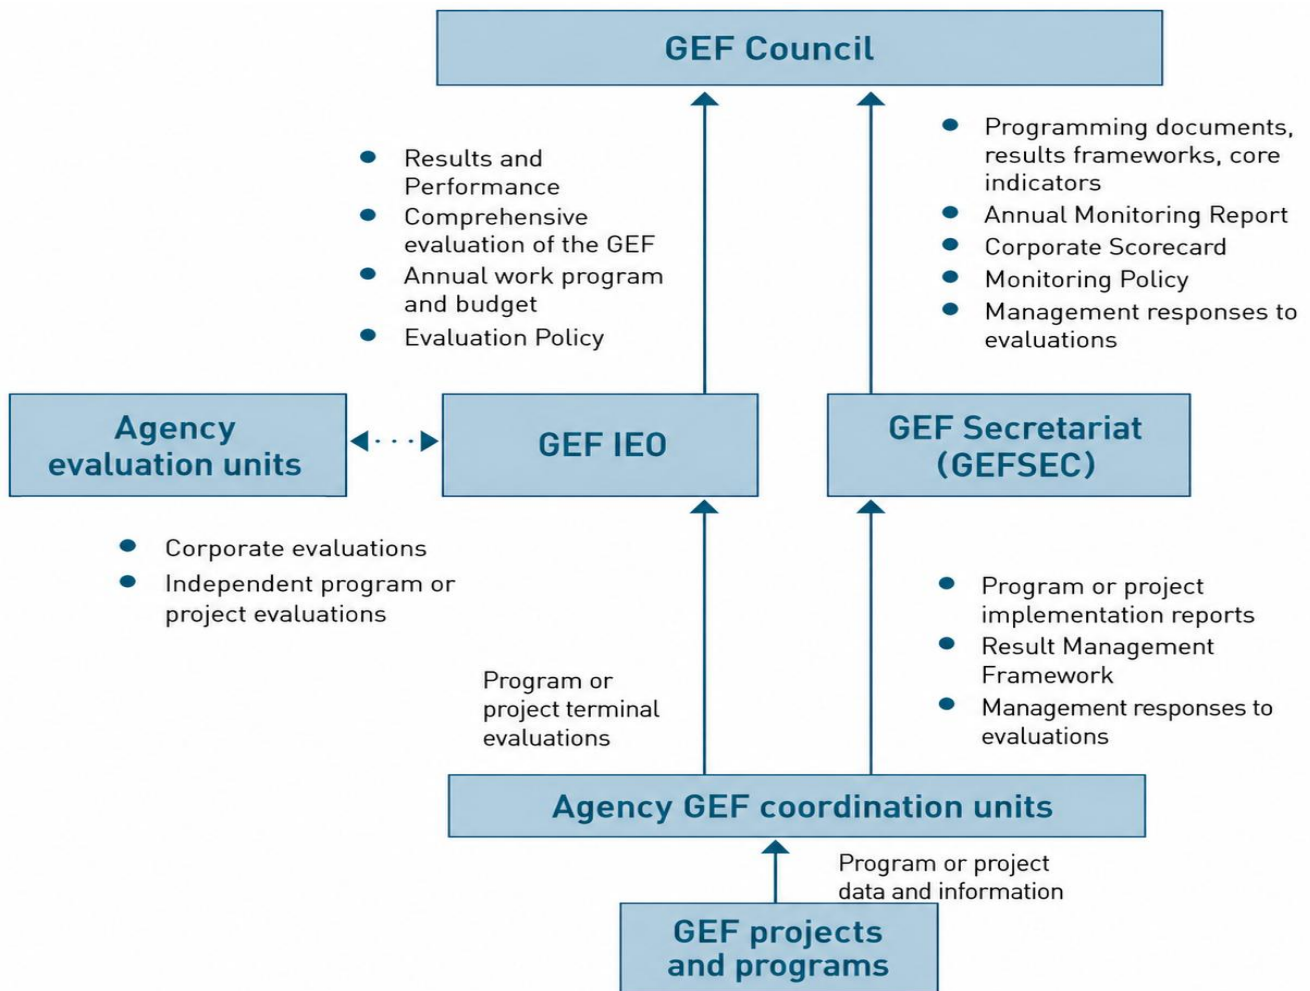 GEF Council
● Results and
Performance
● Comprehensive
evaluation of the GEF
● Annual work program
and budget
● Evaluation Policy
● Programming documents,
results frameworks, core
indicators
● Annual Monitoring Report
● Corporate Scorecard
● Monitoring Policy
● Management responses to
evaluations
Agency
evaluation units
GEF IEO
GEF Secretariat
(GEFSEC)
● Corporate evaluations
● Independent program or
project evaluations
Program or
project terminal
evaluations
● Program or project
implementation reports
● Result Management
Framework
● Management responses to
evaluations
Agency GEF coordination units
Program or project
data and information
GEF projects
and programs